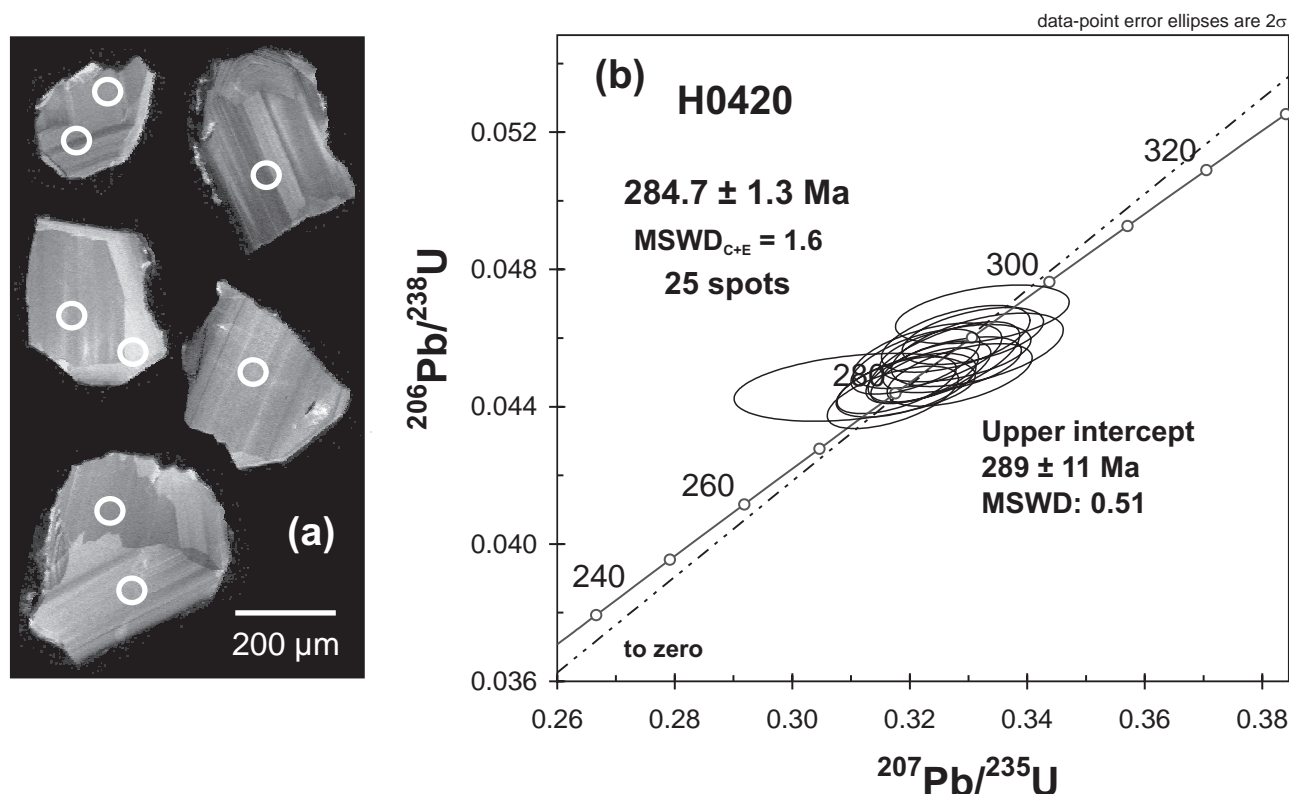 data-point error ellipses are 2σ
(a)
200 µm
(b)
H0420
284.7 ± 1.3 Ma
MSWD_C+E = 1.6
25 spots
320
300
280
260
240
Upper intercept
289 ± 11 Ma
MSWD: 0.51
to zero
0.052
0.048
0.044
0.040
0.036
²⁰⁶Pb/²³⁸U
0.26 0.28 0.30 0.32 0.34 0.36 0.38
²⁰⁷Pb/²³⁵U